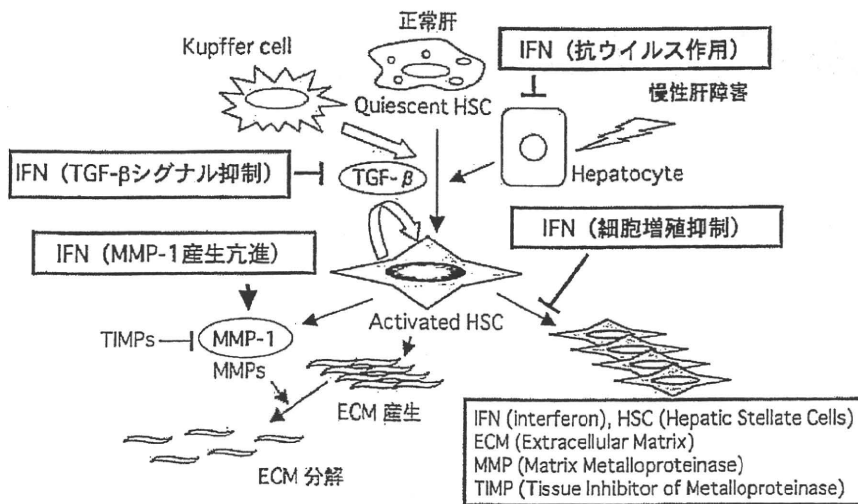 正常肝
Kupffer cell
IFN（抗ウイルス作用）
Quiescent HSC
慢性肝障害
IFN（TGF-βシグナル抑制）
TGF-β
Hepatocyte
IFN（細胞増殖抑制）
IFN（MMP-1産生亢進）
Activated HSC
TIMPs
MMP-1
MMPs
ECM 産生
ECM 分解
IFN (interferon), HSC (Hepatic Stellate Cells)
ECM (Extracellular Matrix)
MMP (Matrix Metalloproteinase)
TIMP (Tissue Inhibitor of Metalloproteinase)